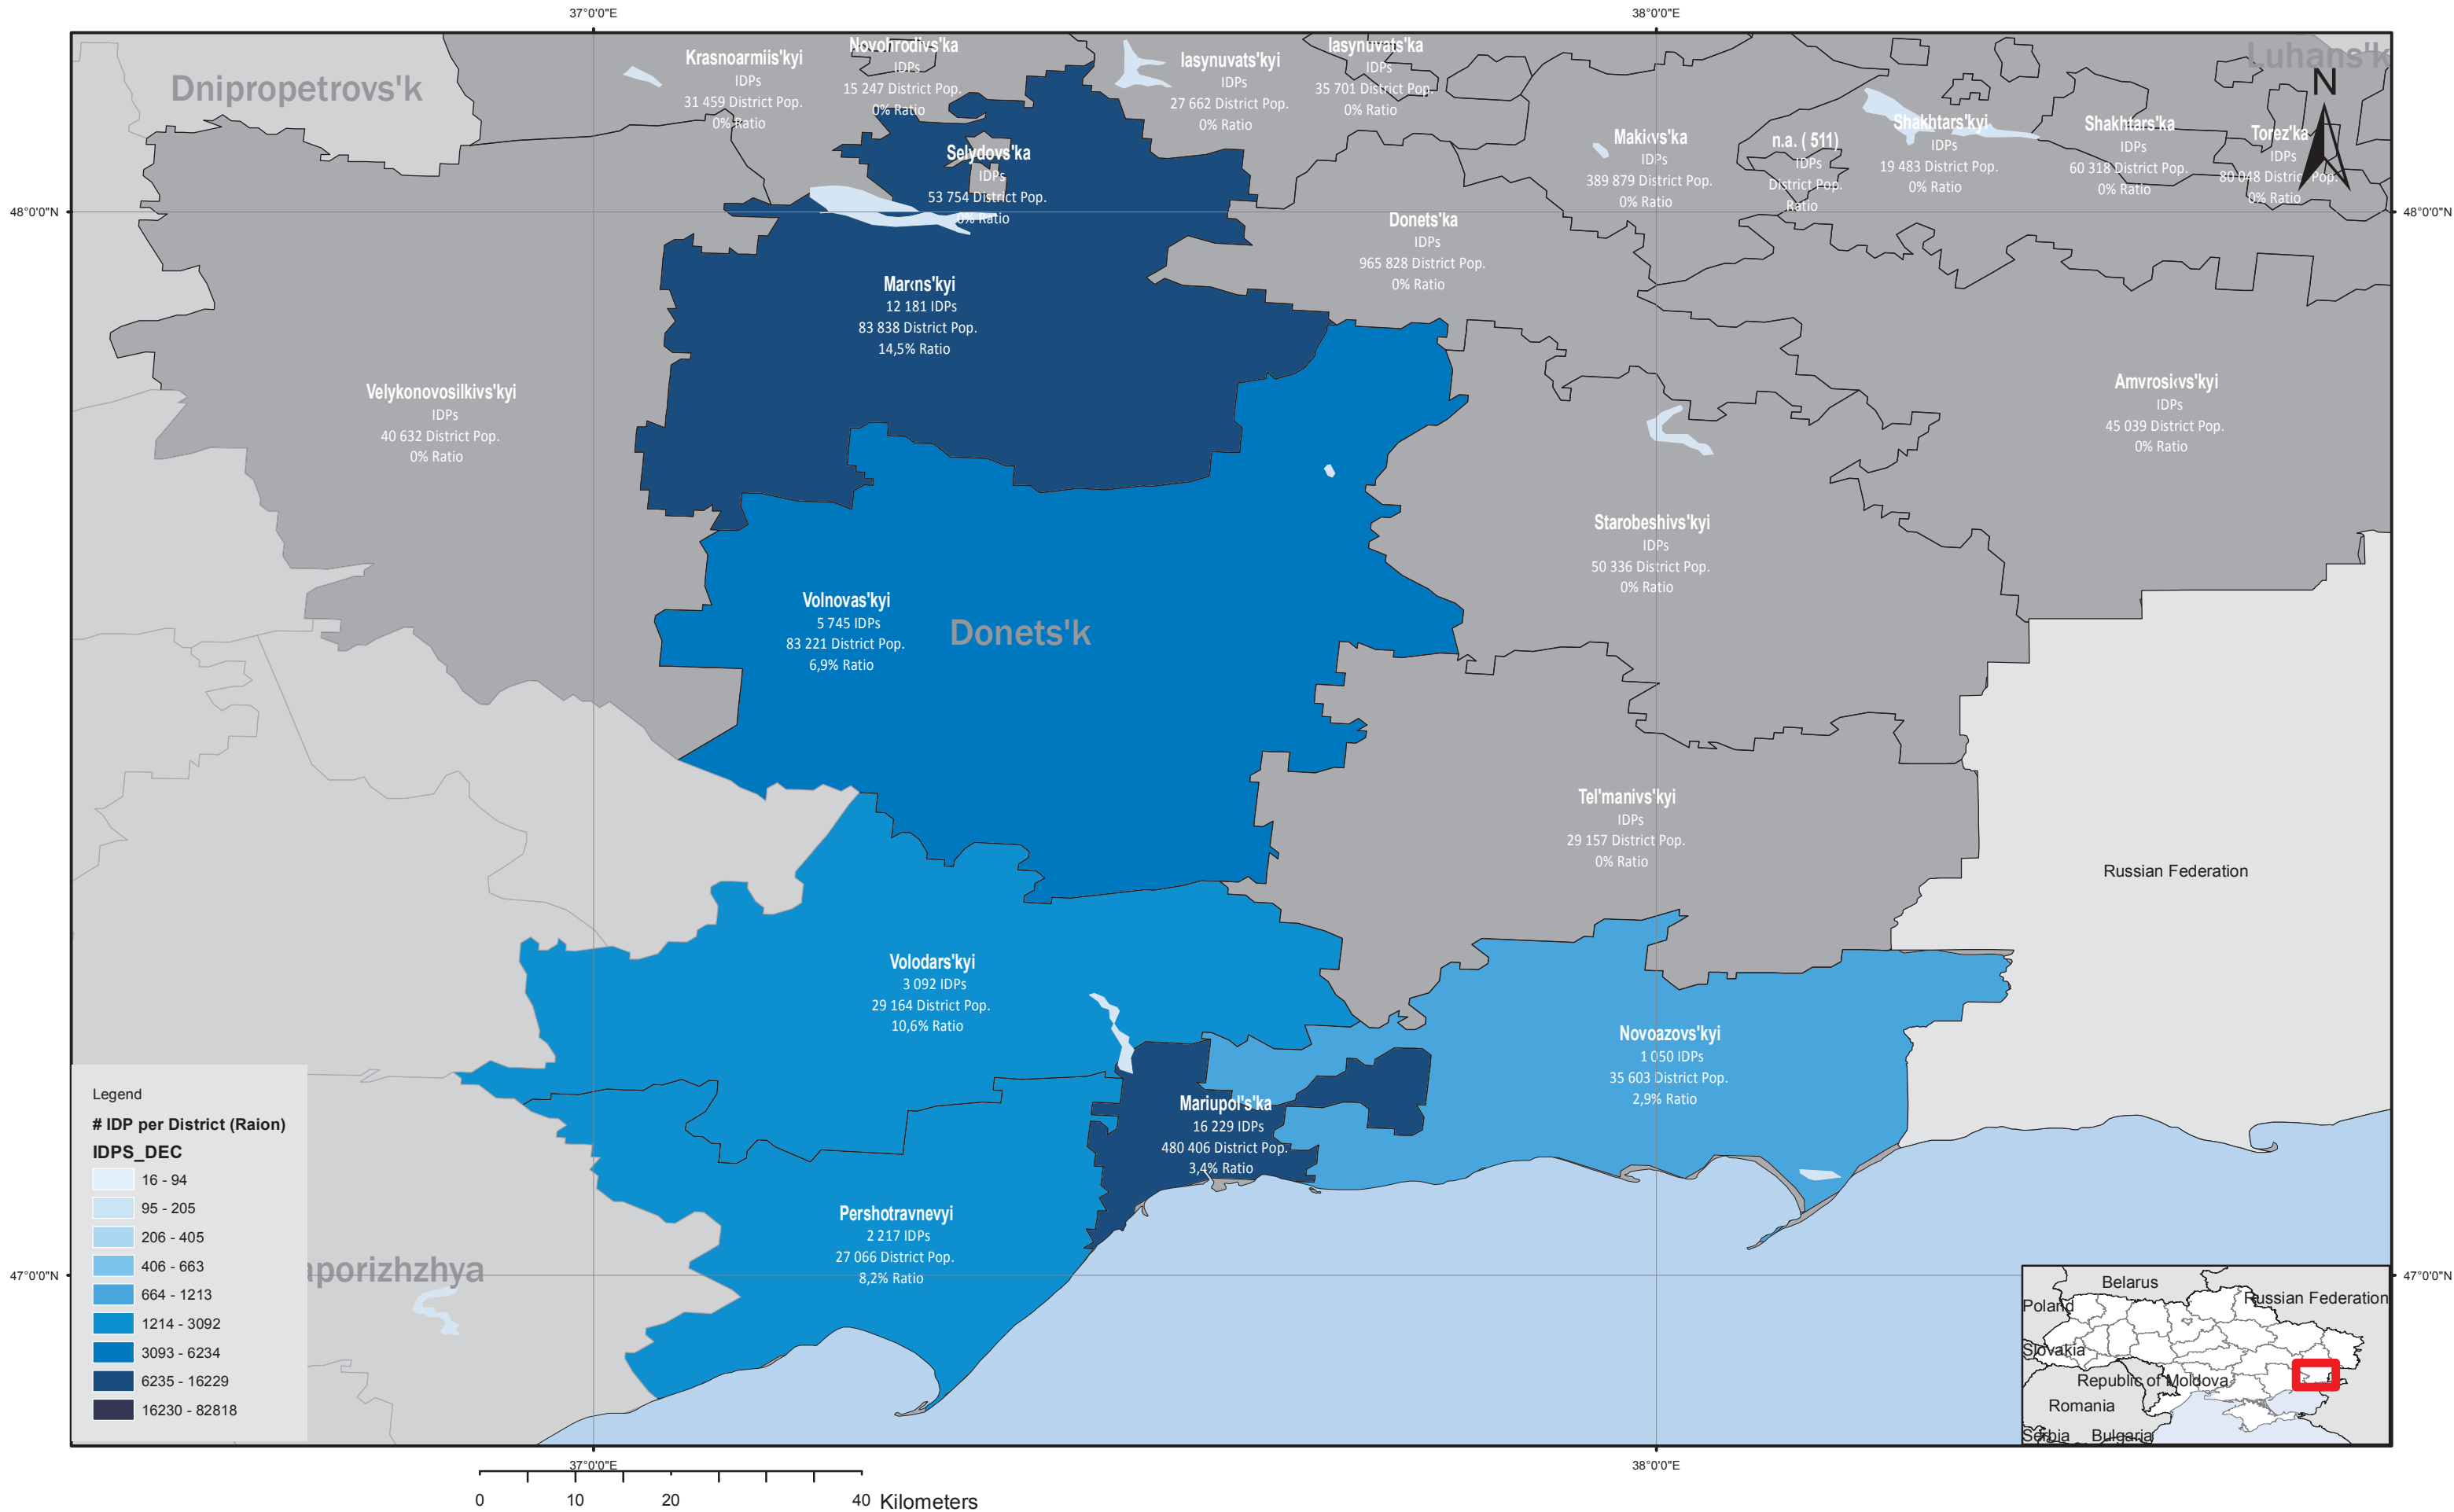 37°0'0"E
38°0'0"E
Dnipropetrovs'k
Luhans'k
N
Krasnoarmiis'kyi
IDPs
31 459 District Pop.
0% Ratio
Novohrodivs'ka
IDPs
15 247 District Pop.
0% Ratio
Iasynuvats'kyi
IDPs
27 662 District Pop.
0% Ratio
Iasynuvats'ka
IDPs
35 701 District Pop.
0% Ratio
Selydovs'ka
IDPs
53 754 District Pop.
0% Ratio
Makivs'ka
IDPs
389 879 District Pop.
0% Ratio
n.a. ( 511)
IDPs
District Pop.
Ratio
Shakhtars'kyi
IDPs
19 483 District Pop.
0% Ratio
Shakhtars'ka
IDPs
60 318 District Pop.
0% Ratio
Torez'ka
IDPs
80 048 District Pop.
0% Ratio
48°0'0"N
48°0'0"N
Donets'ka
IDPs
965 828 District Pop.
0% Ratio
Marins'kyi
12 181 IDPs
83 838 District Pop.
14,5% Ratio
Velykonovosilkivs'kyi
IDPs
40 632 District Pop.
0% Ratio
Amvrosivs'kyi
IDPs
45 039 District Pop.
0% Ratio
Starobeshivs'kyi
IDPs
50 336 District Pop.
0% Ratio
Volnovas'kyi
5 745 IDPs
83 221 District Pop.
6,9% Ratio
Donets'k
Tel'manivs'kyi
IDPs
29 157 District Pop.
0% Ratio
Russian Federation
Volodars'kyi
3 092 IDPs
29 164 District Pop.
10,6% Ratio
Novoazovs'kyi
1 050 IDPs
35 603 District Pop.
2,9% Ratio
Mariupol's'ka
16 229 IDPs
480 406 District Pop.
3,4% Ratio
Pershotravnevyi
2 217 IDPs
27 066 District Pop.
8,2% Ratio
aporizhzhya
47°0'0"N
47°0'0"N
Legend
# IDP per District (Raion)
IDPS_DEC
16 - 94
95 - 205
206 - 405
406 - 663
664 - 1213
1214 - 3092
3093 - 6234
6235 - 16229
16230 - 82818
Belarus
Poland
Russian Federation
Slovakia
Republic of Moldova
Romania
Serbia
Bulgaria
37°0'0"E
38°0'0"E
0 10 20 40 Kilometers